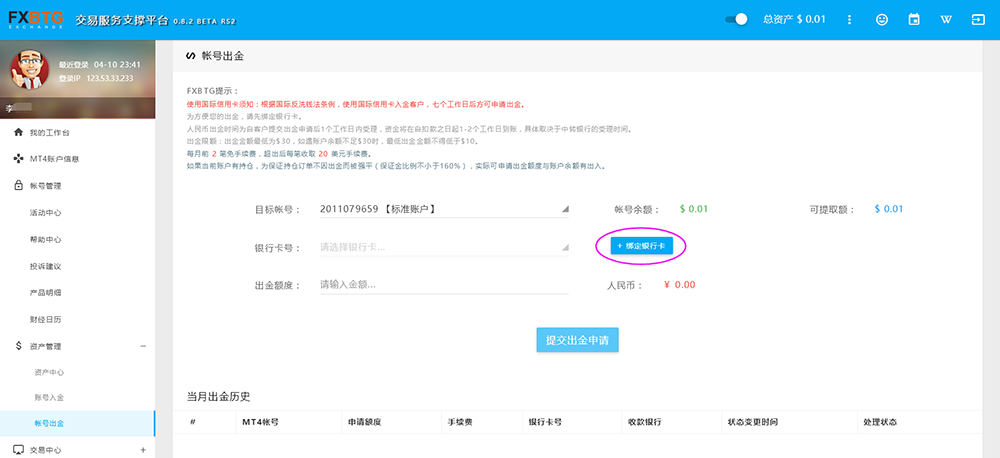 FXBTG
EXCHANGE
交易服务支撑平台 0.8.2 BETA RS2
总资产 $ 0.01
W
最近登录 04-10 23:41
登录IP 123.53.33.233
李
我的工作台
MT4账户信息
帐号管理
活动中心
帮助中心
投诉建议
产品明细
财经日历
$ 资产管理 −
资产中心
账号入金
帐号出金
交易中心 +
帐号出金
FXBTG提示：
使用国际信用卡须知：根据国际反洗钱法条例，使用国际信用卡入金客户，七个工作日后方可申请出金。
为方便您的出金，请先绑定银行卡。
人民币出金时间为自客户提交出金申请后1个工作日内受理，资金将在自扣款之日起1-2个工作日到账，具体取决于中转银行的受理时间。
出金限额：出金金额最低为$30，如遇账户余额不足$30时，最低出金金额不得低于$10。
每月前 2 笔免手续费，超出后每笔收取 20 美元手续费。
如果当前账户有持仓，为保证持仓订单不因出金而被强平（保证金比例不小于160%），实际可申请出金额度与账户余额有出入。
目标帐号： 2011079659 【标准账户】 帐号余额： $ 0.01 可提取额： $ 0.01
银行卡号： 请选择银行卡... + 绑定银行卡
出金额度： 请输入金额... 人民币： ¥ 0.00
提交出金申请
当月出金历史
# MT4帐号 申请额度 手续费 银行卡号 收款银行 状态变更时间 处理状态